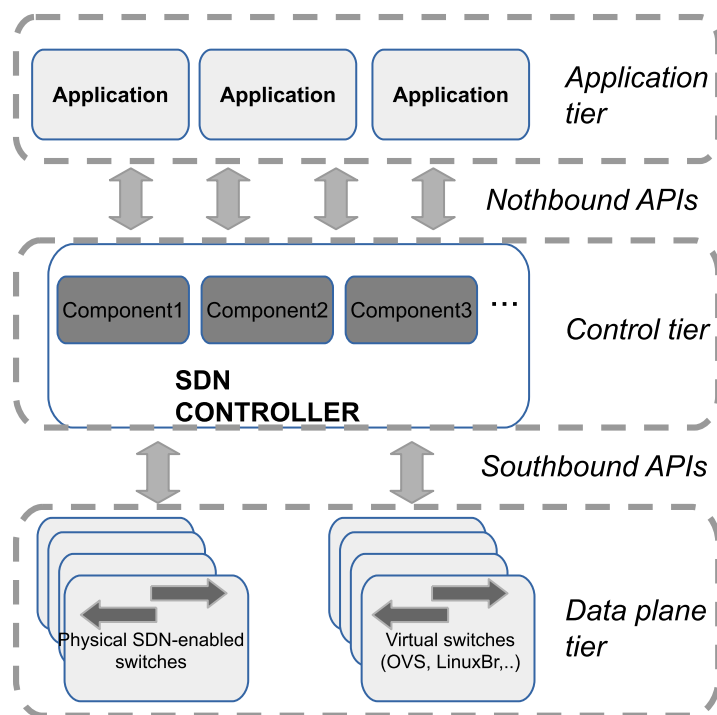 Application
Application
Application
Application
tier
Nothbound APIs
Component1
Component2
Component3
...
Control tier
SDN
CONTROLLER
Southbound APIs
Physical SDN-enabled
switches
Virtual switches
(OVS, LinuxBr,..)
Data plane
tier